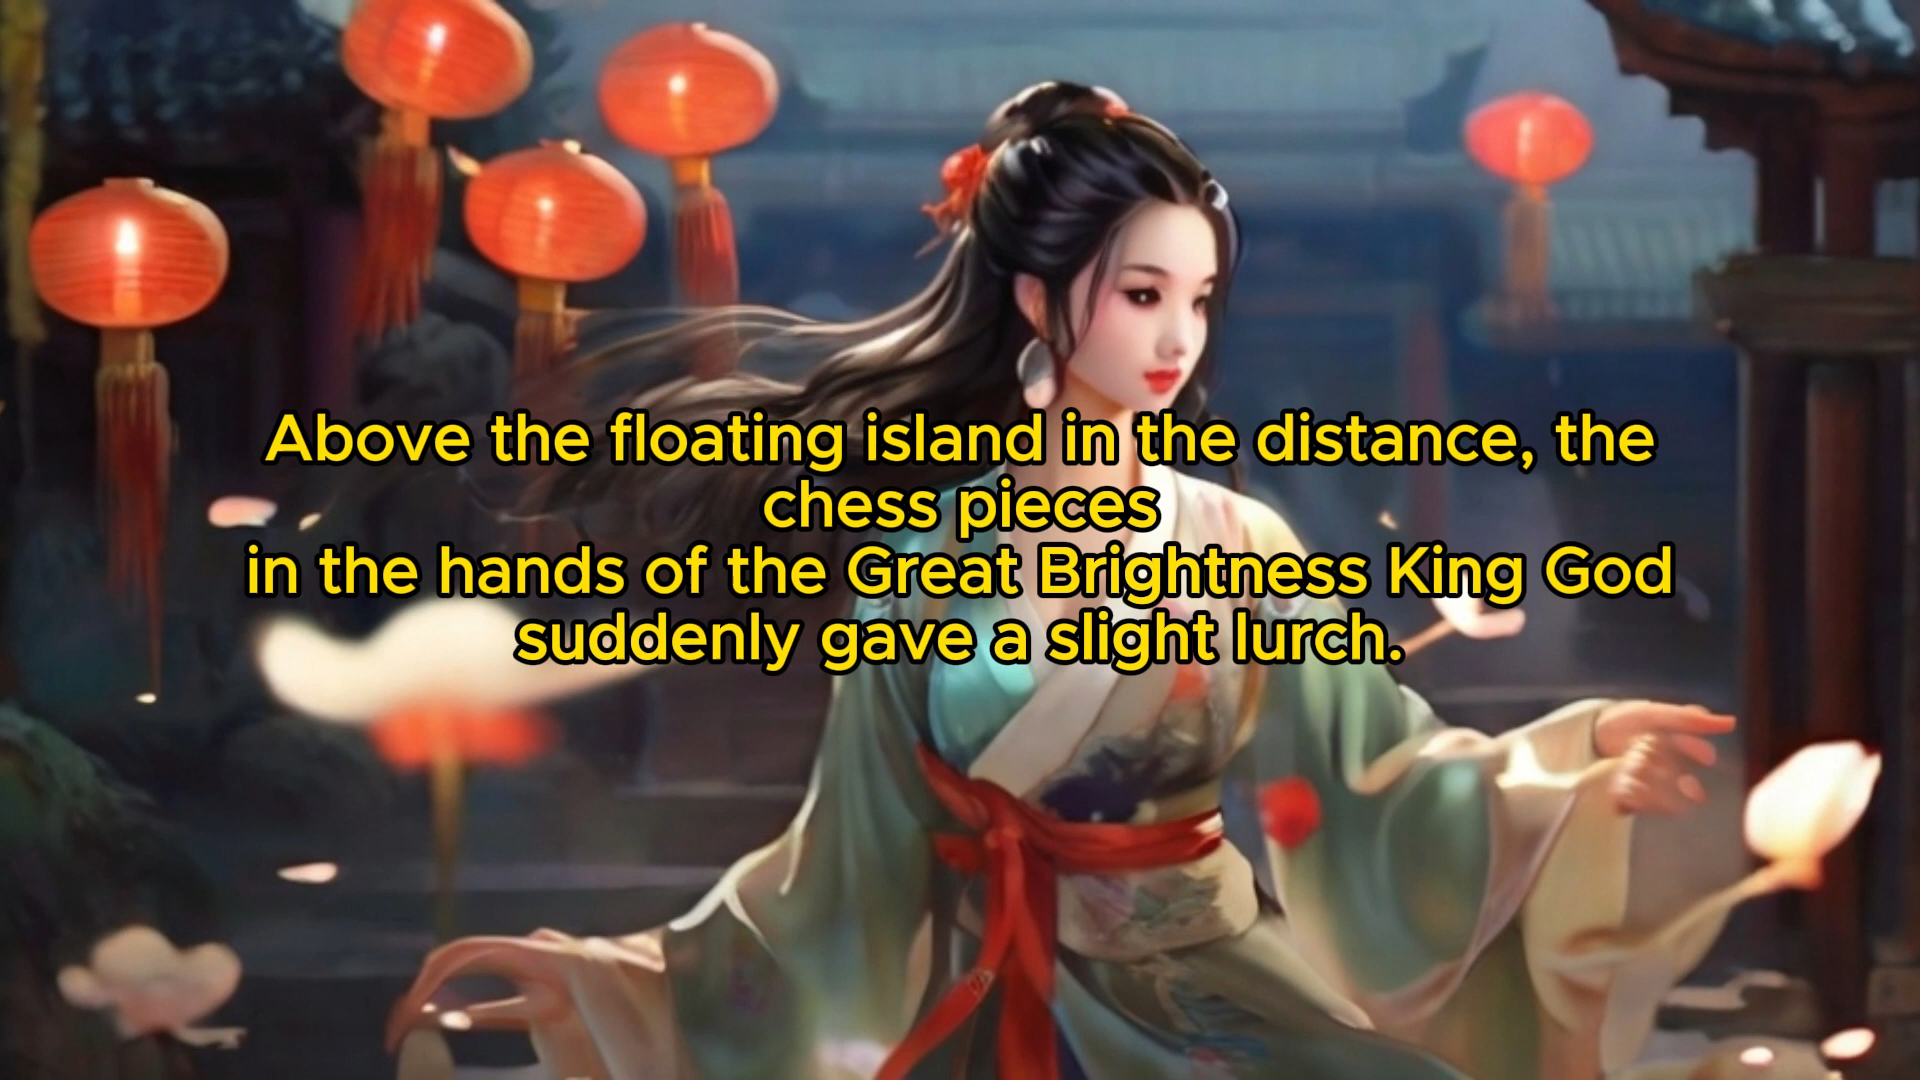 Above the floating island in the distance, the
chess pieces
in the hands of the Great Brightness King God
suddenly gave a slight lurch.